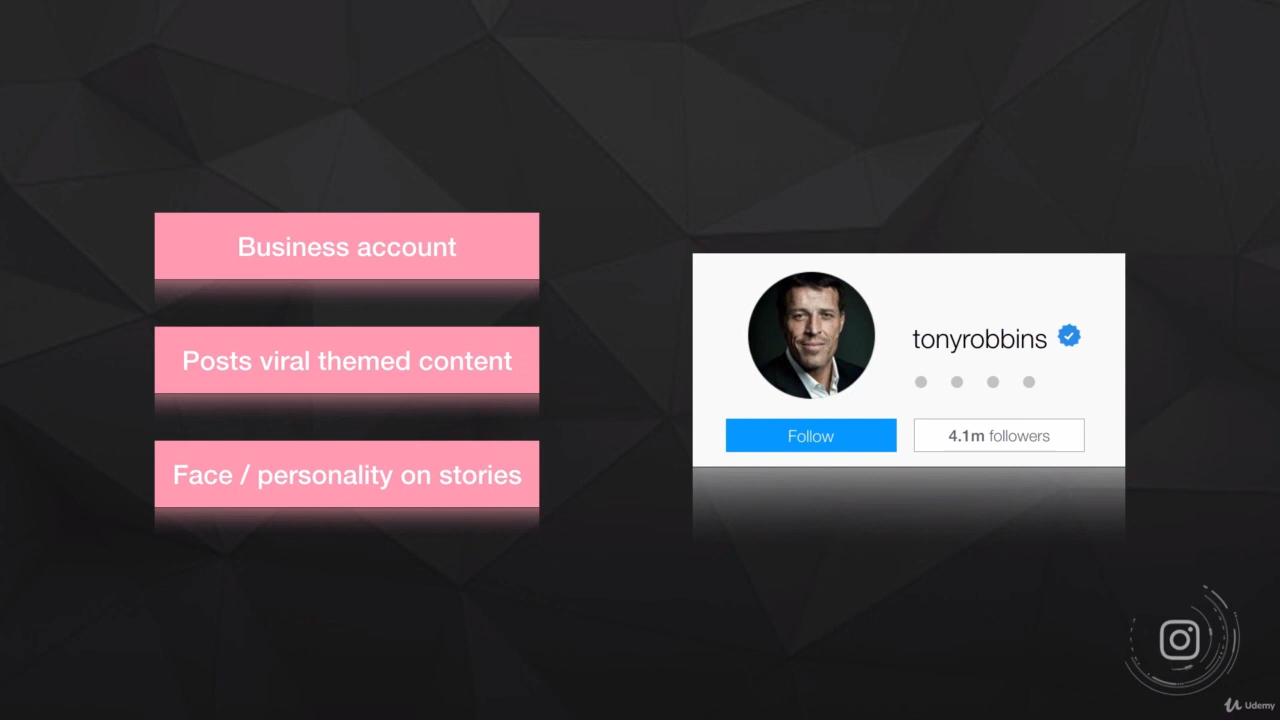 Business account
Posts viral themed content
Face / personality on stories
tonyrobbins
Follow
4.1m followers
Udemy